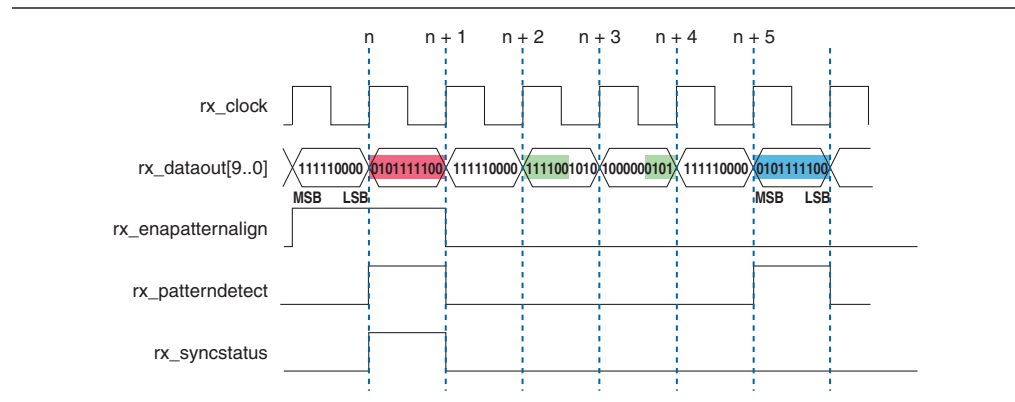 n n + 1 n + 2 n + 3 n + 4 n + 5
rx_clock
rx_dataout[9..0] 111110000 0101111100 111110000 1111001010 1000000101 111110000 0101111100
MSB LSB MSB LSB
rx_enapatternalign
rx_patterndetect
rx_syncstatus